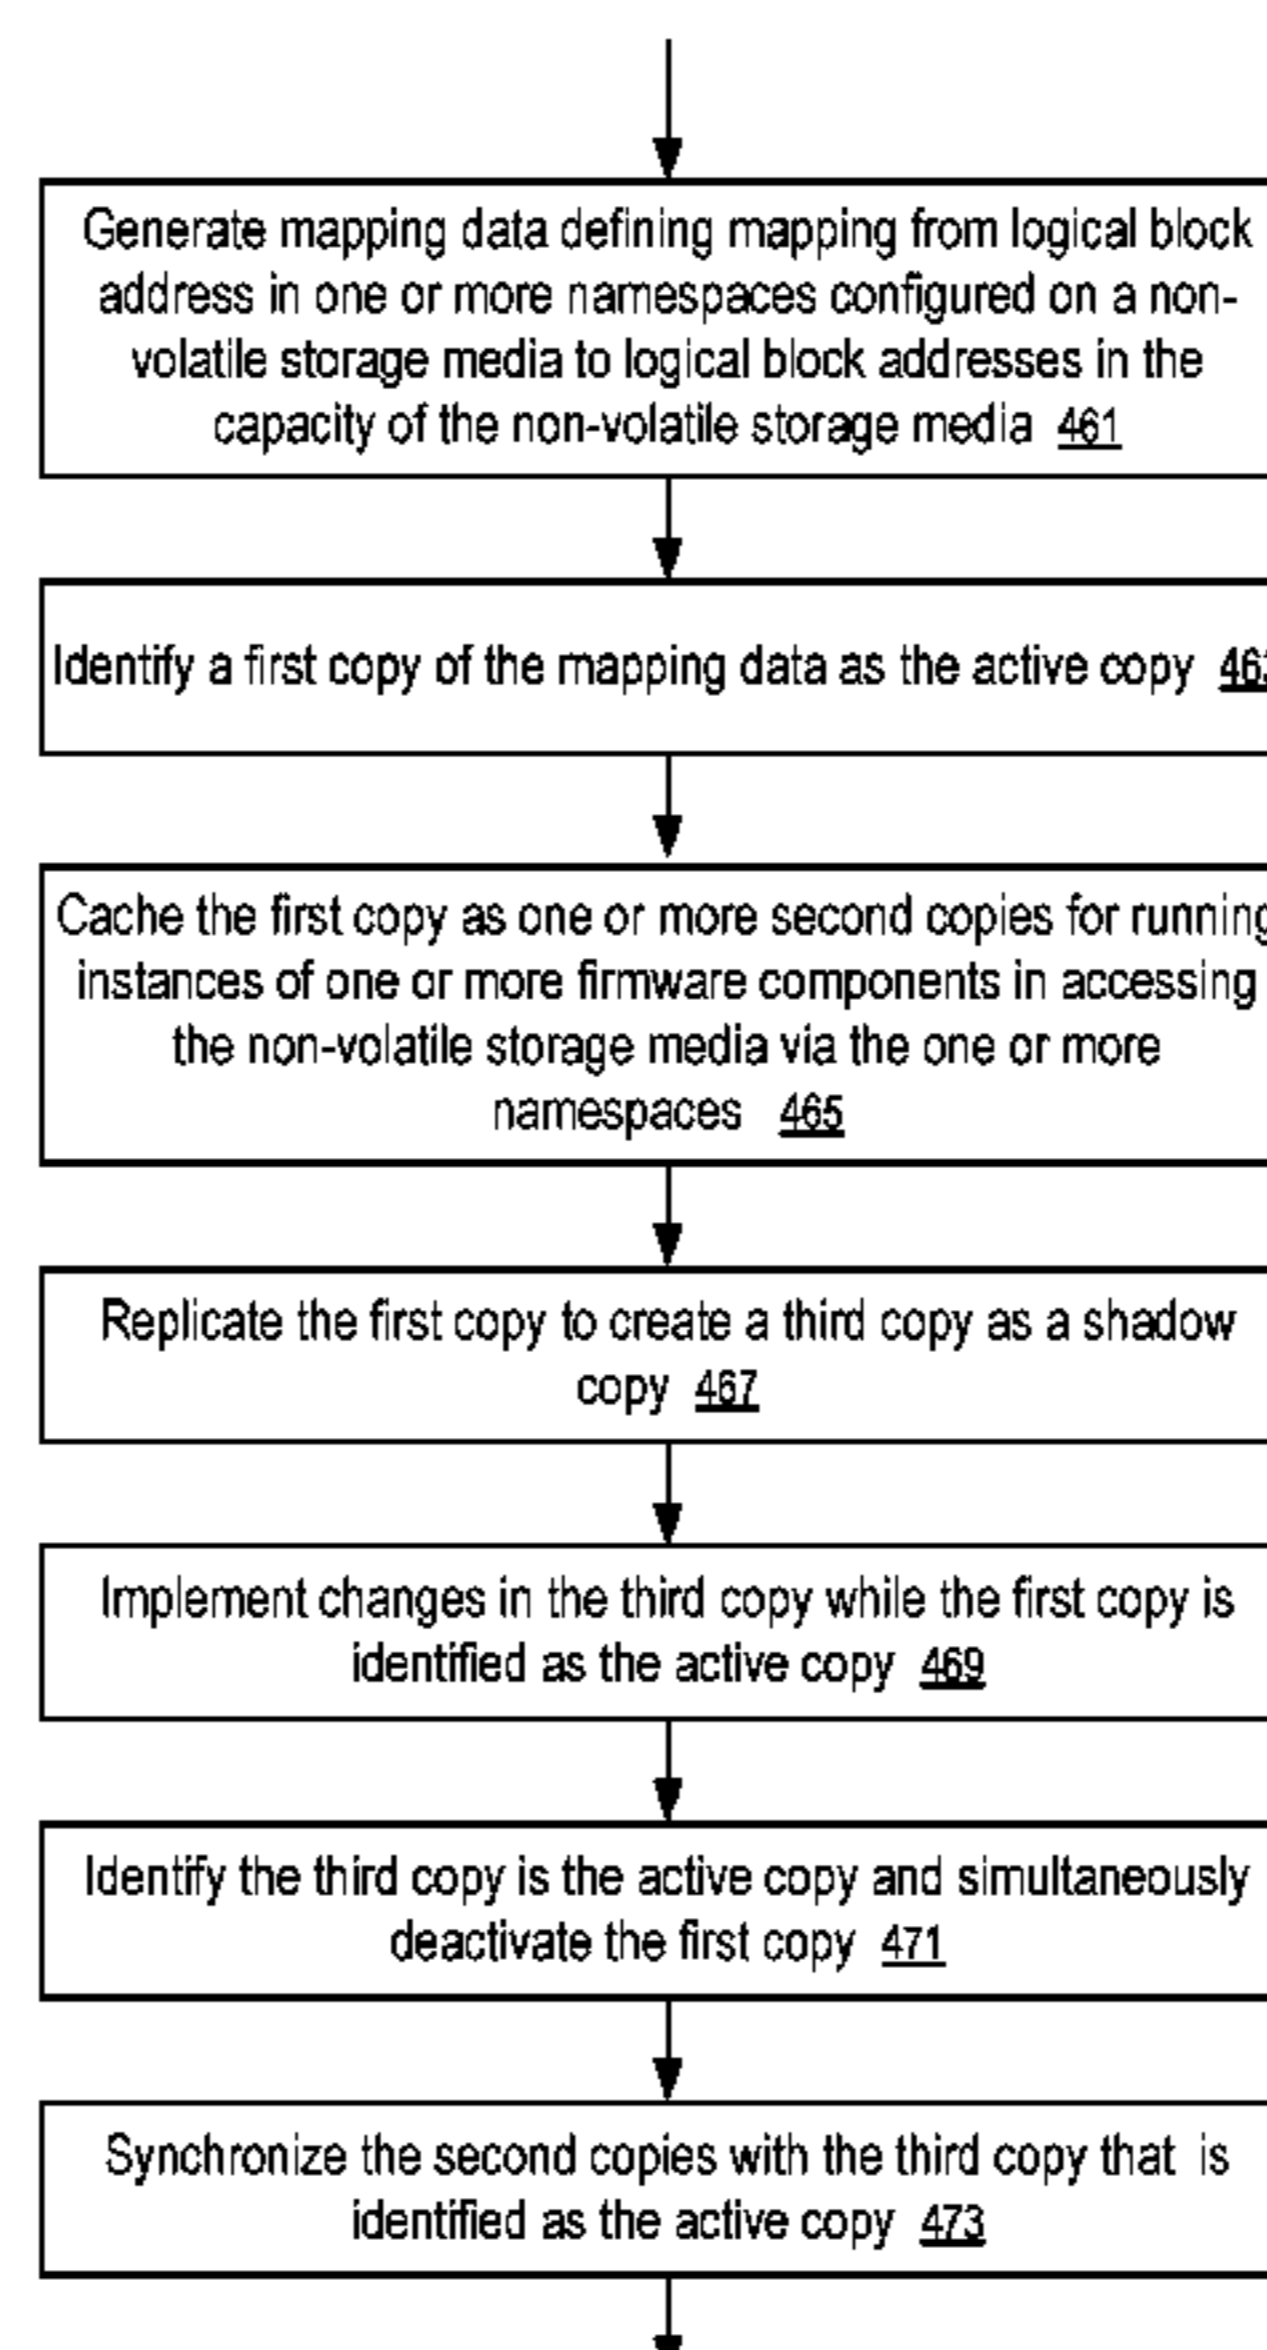 Generate mapping data defining mapping from logical block
address in one or more namespaces configured on a non-
volatile storage media to logical block addresses in the
capacity of the non-volatile storage media 461
Identify a first copy of the mapping data as the active copy 463
Cache the first copy as one or more second copies for running
instances of one or more firmware components in accessing
the non-volatile storage media via the one or more
namespaces 465
Replicate the first copy to create a third copy as a shadow
copy 467
Implement changes in the third copy while the first copy is
identified as the active copy 469
Identify the third copy is the active copy and simultaneously
deactivate the first copy 471
Synchronize the second copies with the third copy that is
identified as the active copy 473